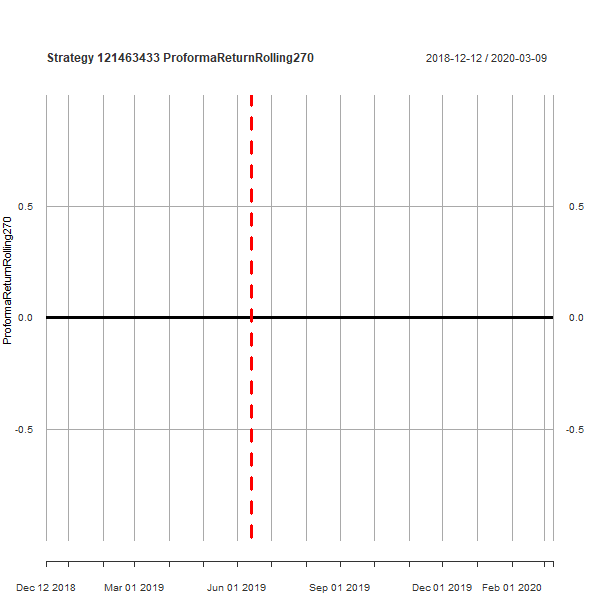 Strategy 121463433 ProformaReturnRolling270
2018-12-12 / 2020-03-09
ProformaReturnRolling270
0.5
0.5
0.0
0.0
-0.5
-0.5
Dec 12 2018
Mar 01 2019
Jun 01 2019
Sep 01 2019
Dec 01 2019
Feb 01 2020